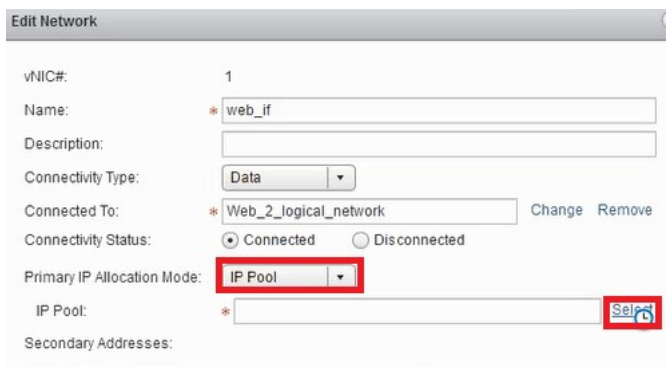 Edit Network
vNIC#: 1
Name: * web_if
Description:
Connectivity Type: Data
Connected To: * Web_2_logical_network Change Remove
Connectivity Status: Connected Disconnected
Primary IP Allocation Mode: IP Pool
IP Pool: * Select
Secondary Addresses: